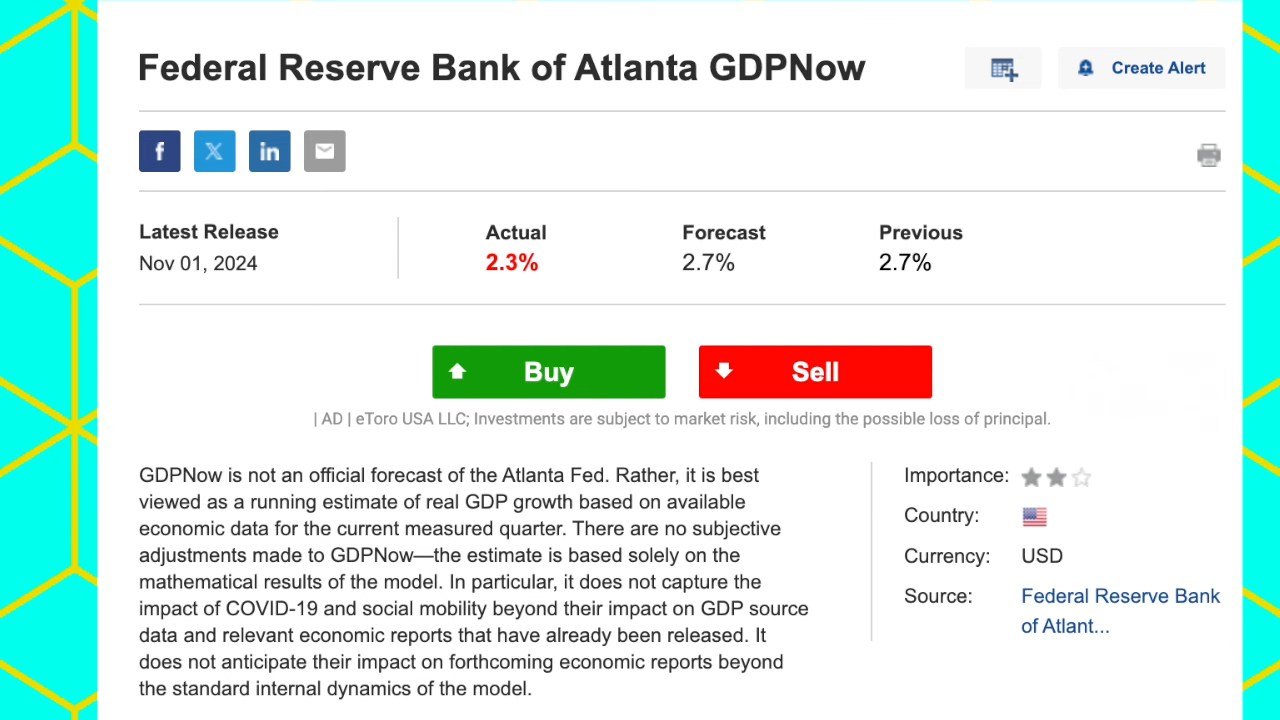 Federal Reserve Bank of Atlanta GDPNow
Create Alert
f X in
Latest Release
Nov 01, 2024
Actual
2.3%
Forecast
2.7%
Previous
2.7%
Buy
Sell
| AD | eToro USA LLC; Investments are subject to market risk, including the possible loss of principal.
GDPNow is not an official forecast of the Atlanta Fed. Rather, it is best
viewed as a running estimate of real GDP growth based on available
economic data for the current measured quarter. There are no subjective
adjustments made to GDPNow—the estimate is based solely on the
mathematical results of the model. In particular, it does not capture the
impact of COVID-19 and social mobility beyond their impact on GDP source
data and relevant economic reports that have already been released. It
does not anticipate their impact on forthcoming economic reports beyond
the standard internal dynamics of the model.
Importance:
Country:
Currency: USD
Source: Federal Reserve Bank
of Atlant...